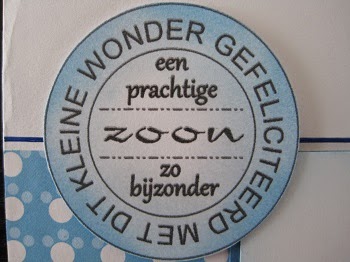 GEFELICITEERD MET DIT KLEINE WONDER
een
prachtige
zoon
zo
bijzonder